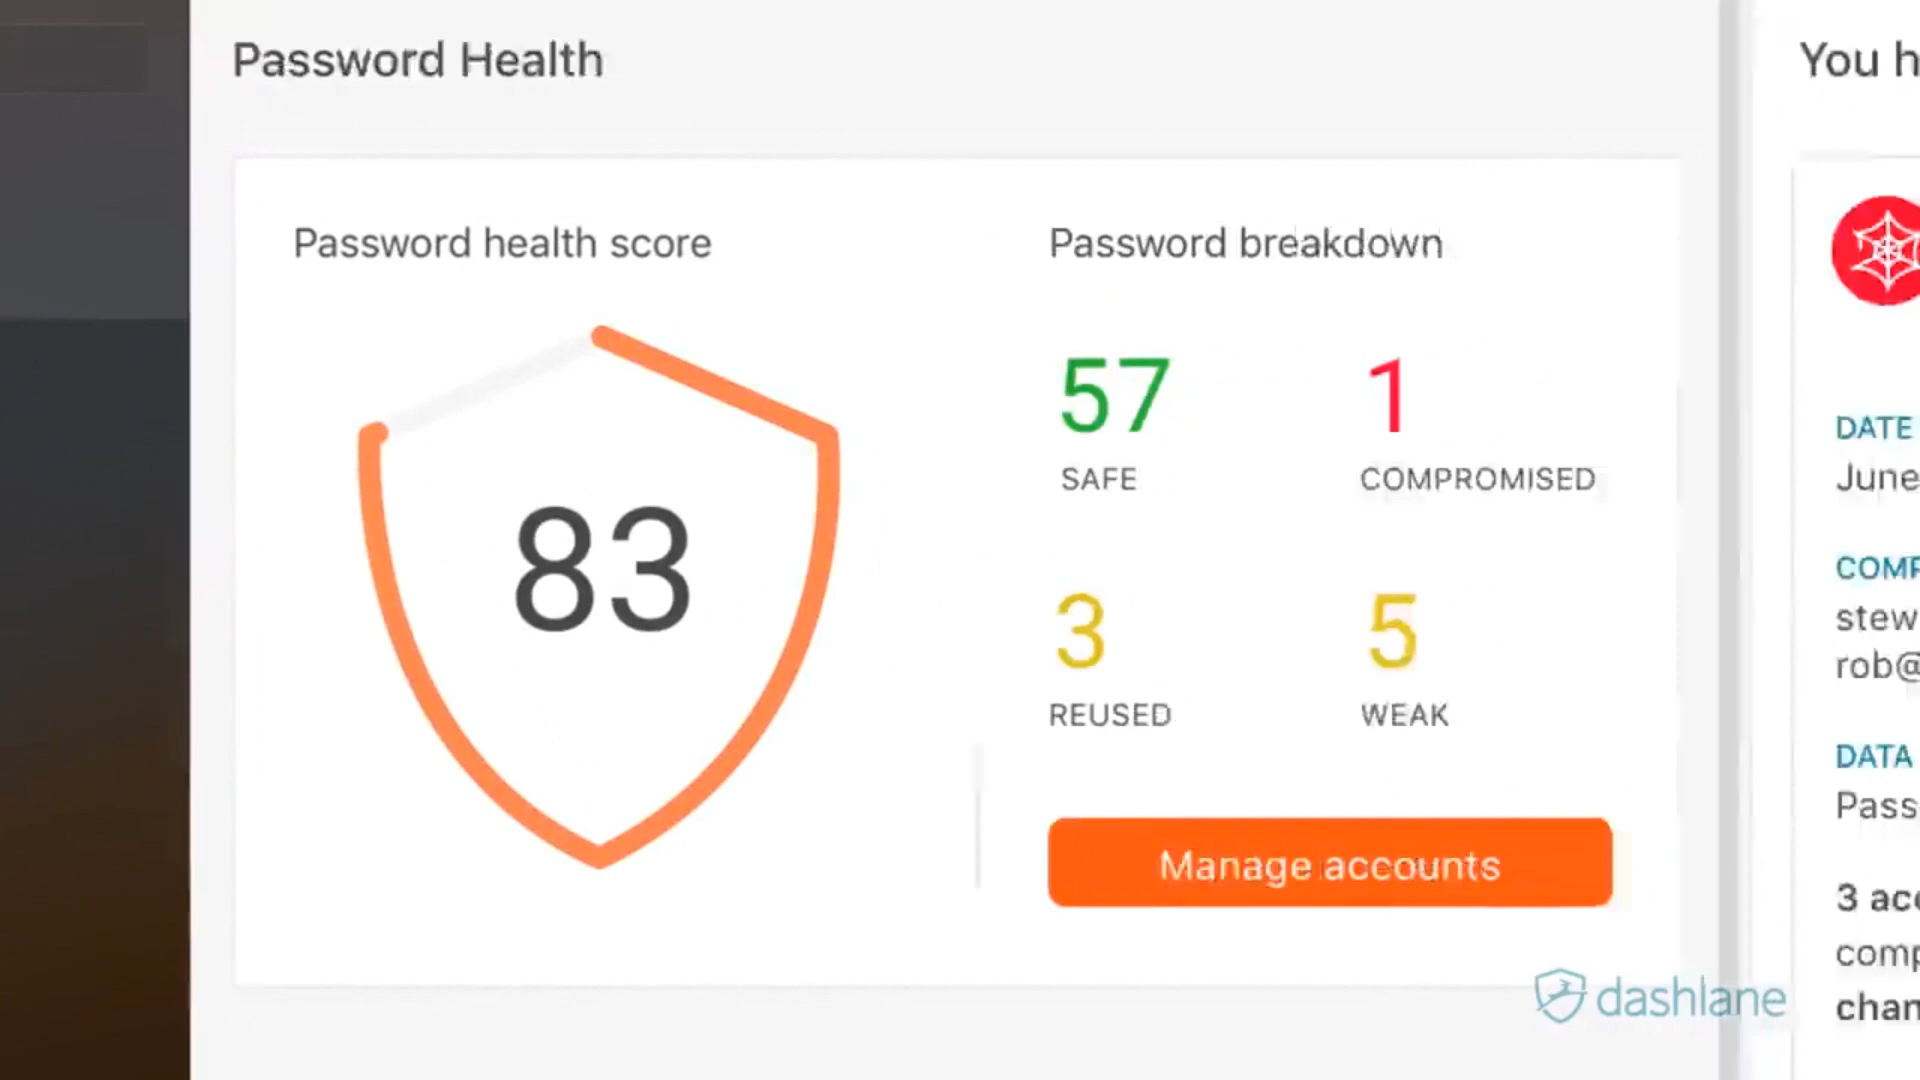 Password Health
Password health score
83
Password breakdown
57
SAFE
1
COMPROMISED
3
REUSED
5
WEAK
Manage accounts
dashlane
You h
DATE
June
COMP
stew
rob@
DATA
Pass
3 acc
comp
chan